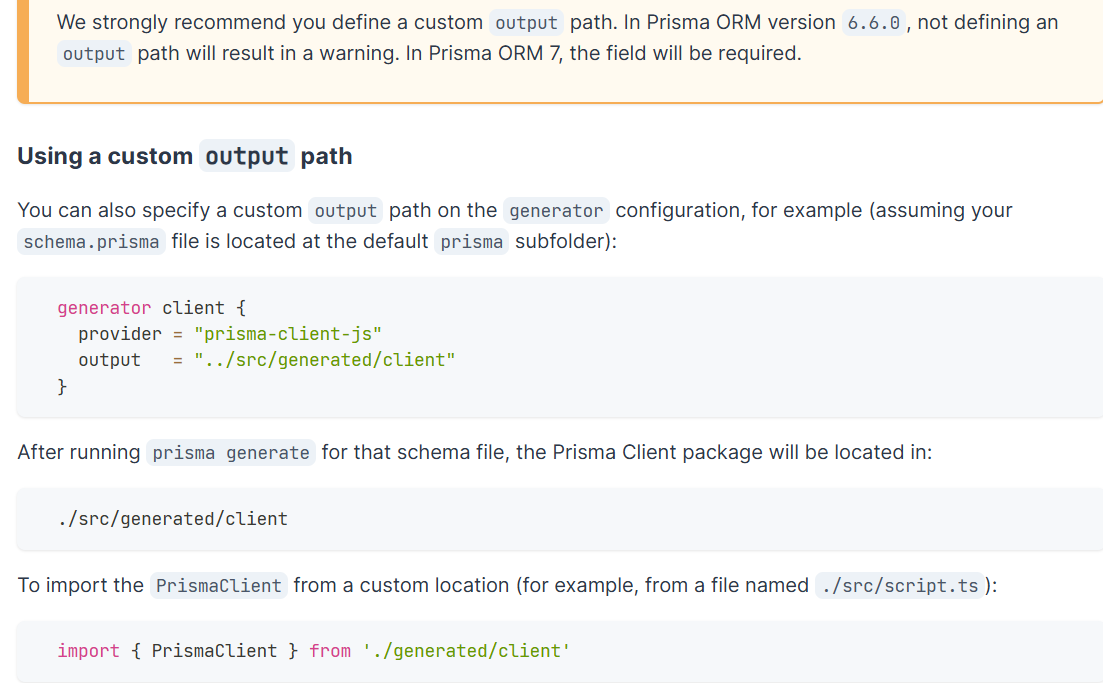 We strongly recommend you define a custom output path. In Prisma ORM version 6.6.0, not defining an
output path will result in a warning. In Prisma ORM 7, the field will be required.
Using a custom output path
You can also specify a custom output path on the generator configuration, for example (assuming your
schema.prisma file is located at the default prisma subfolder):
generator client {
  provider = "prisma-client-js"
  output   = "../src/generated/client"
}
After running prisma generate for that schema file, the Prisma Client package will be located in:
./src/generated/client
To import the PrismaClient from a custom location (for example, from a file named ./src/script.ts):
import { PrismaClient } from './generated/client'